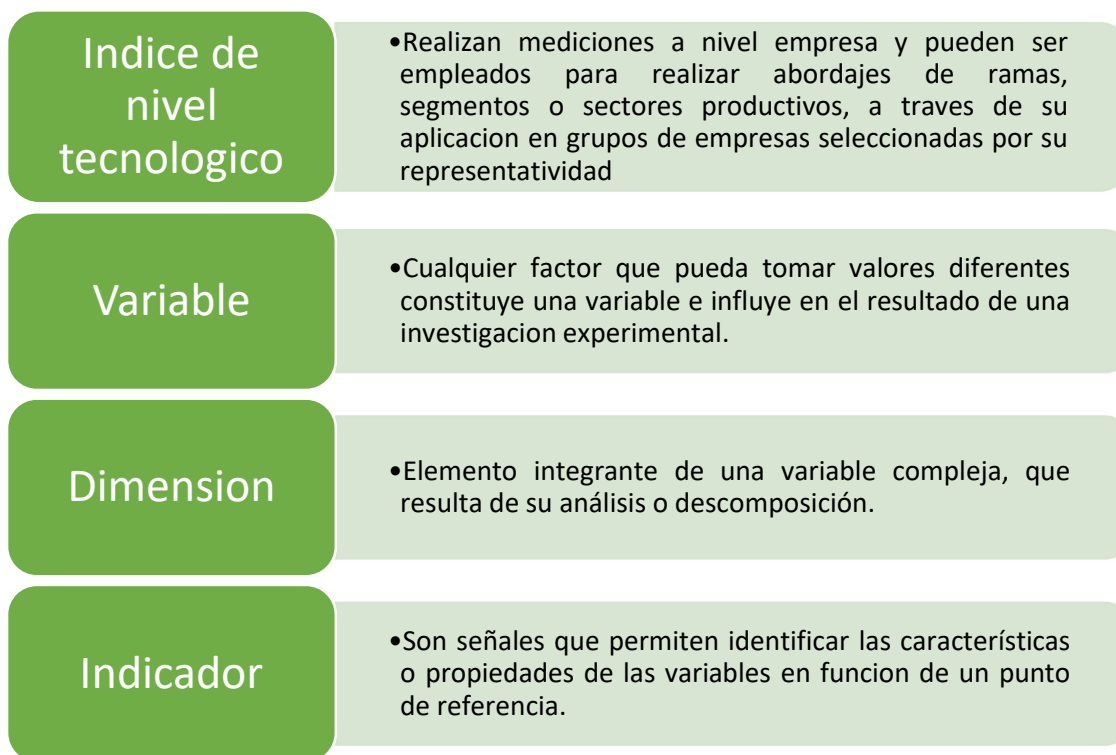 Indice de
nivel
tecnologico
•Realizan mediciones a nivel empresa y pueden ser
empleados para realizar abordajes de ramas,
segmentos o sectores productivos, a traves de su
aplicacion en grupos de empresas seleccionadas por su
representatividad
Variable
•Cualquier factor que pueda tomar valores diferentes
constituye una variable e influye en el resultado de una
investigacion experimental.
Dimension
•Elemento integrante de una variable compleja, que
resulta de su análisis o descomposición.
Indicador
•Son señales que permiten identificar las características
o propiedades de las variables en funcion de un punto
de referencia.